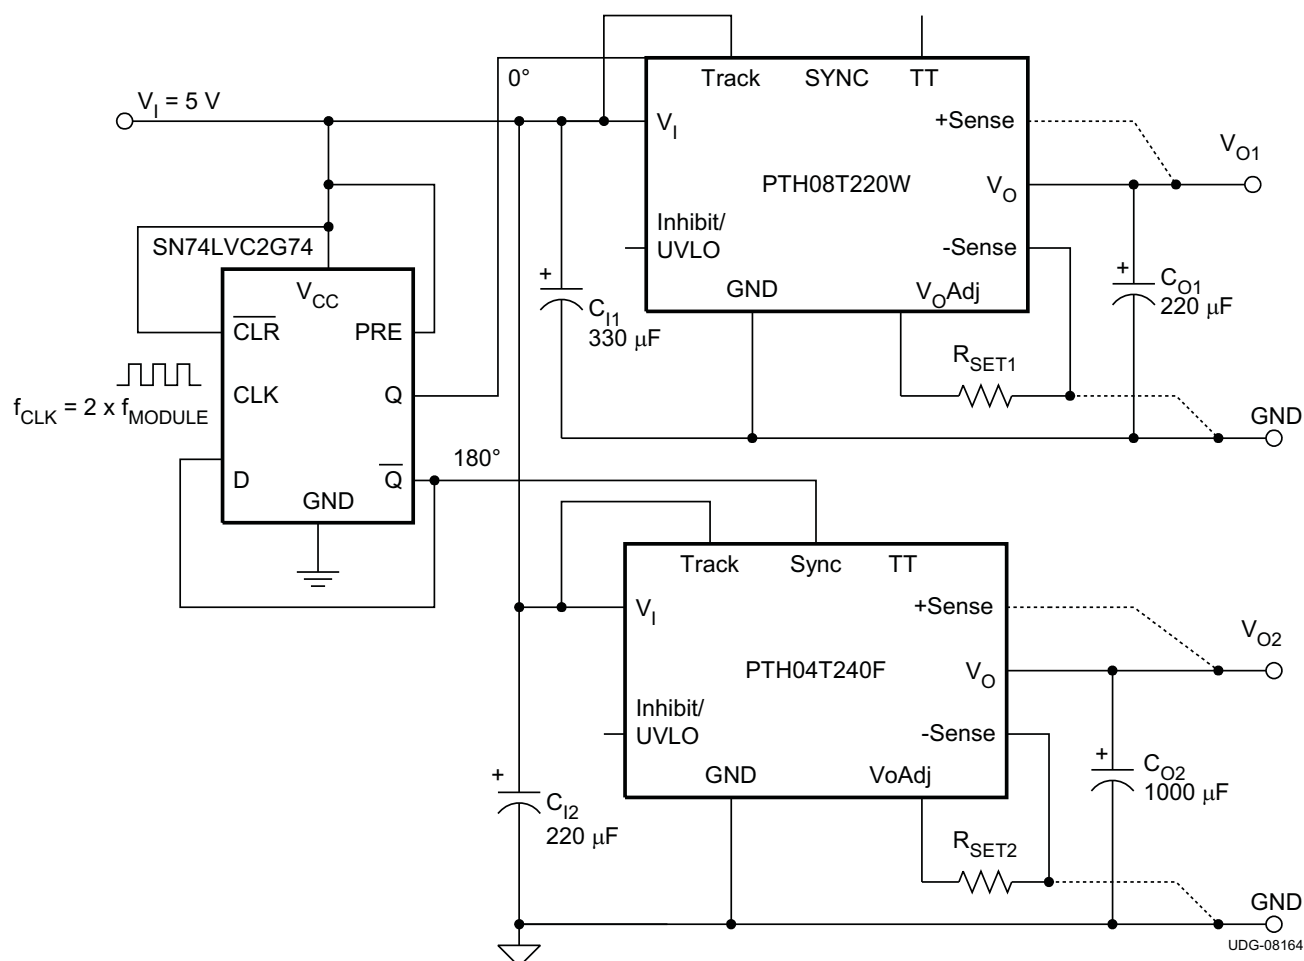 0°
Track
SYNC
TT
V_I = 5 V
V_I
+Sense
V_O1
PTH08T220W
V_O
Inhibit/
UVLO
-Sense
SN74LVC2G74
V_CC
GND
V_OAdj
+
C_I1
330 μF
+
C_O1
220 μF
C̅L̅R̅
PRE
R_SET1
CLK
Q
f_CLK = 2 x f_MODULE
GND
180°
D
Q̅
GND
Track
Sync
TT
V_I
+Sense
V_O2
PTH04T240F
V_O
Inhibit/
UVLO
-Sense
GND
VoAdj
+
C_I2
220 μF
+
C_O2
1000 μF
R_SET2
GND
UDG-08164